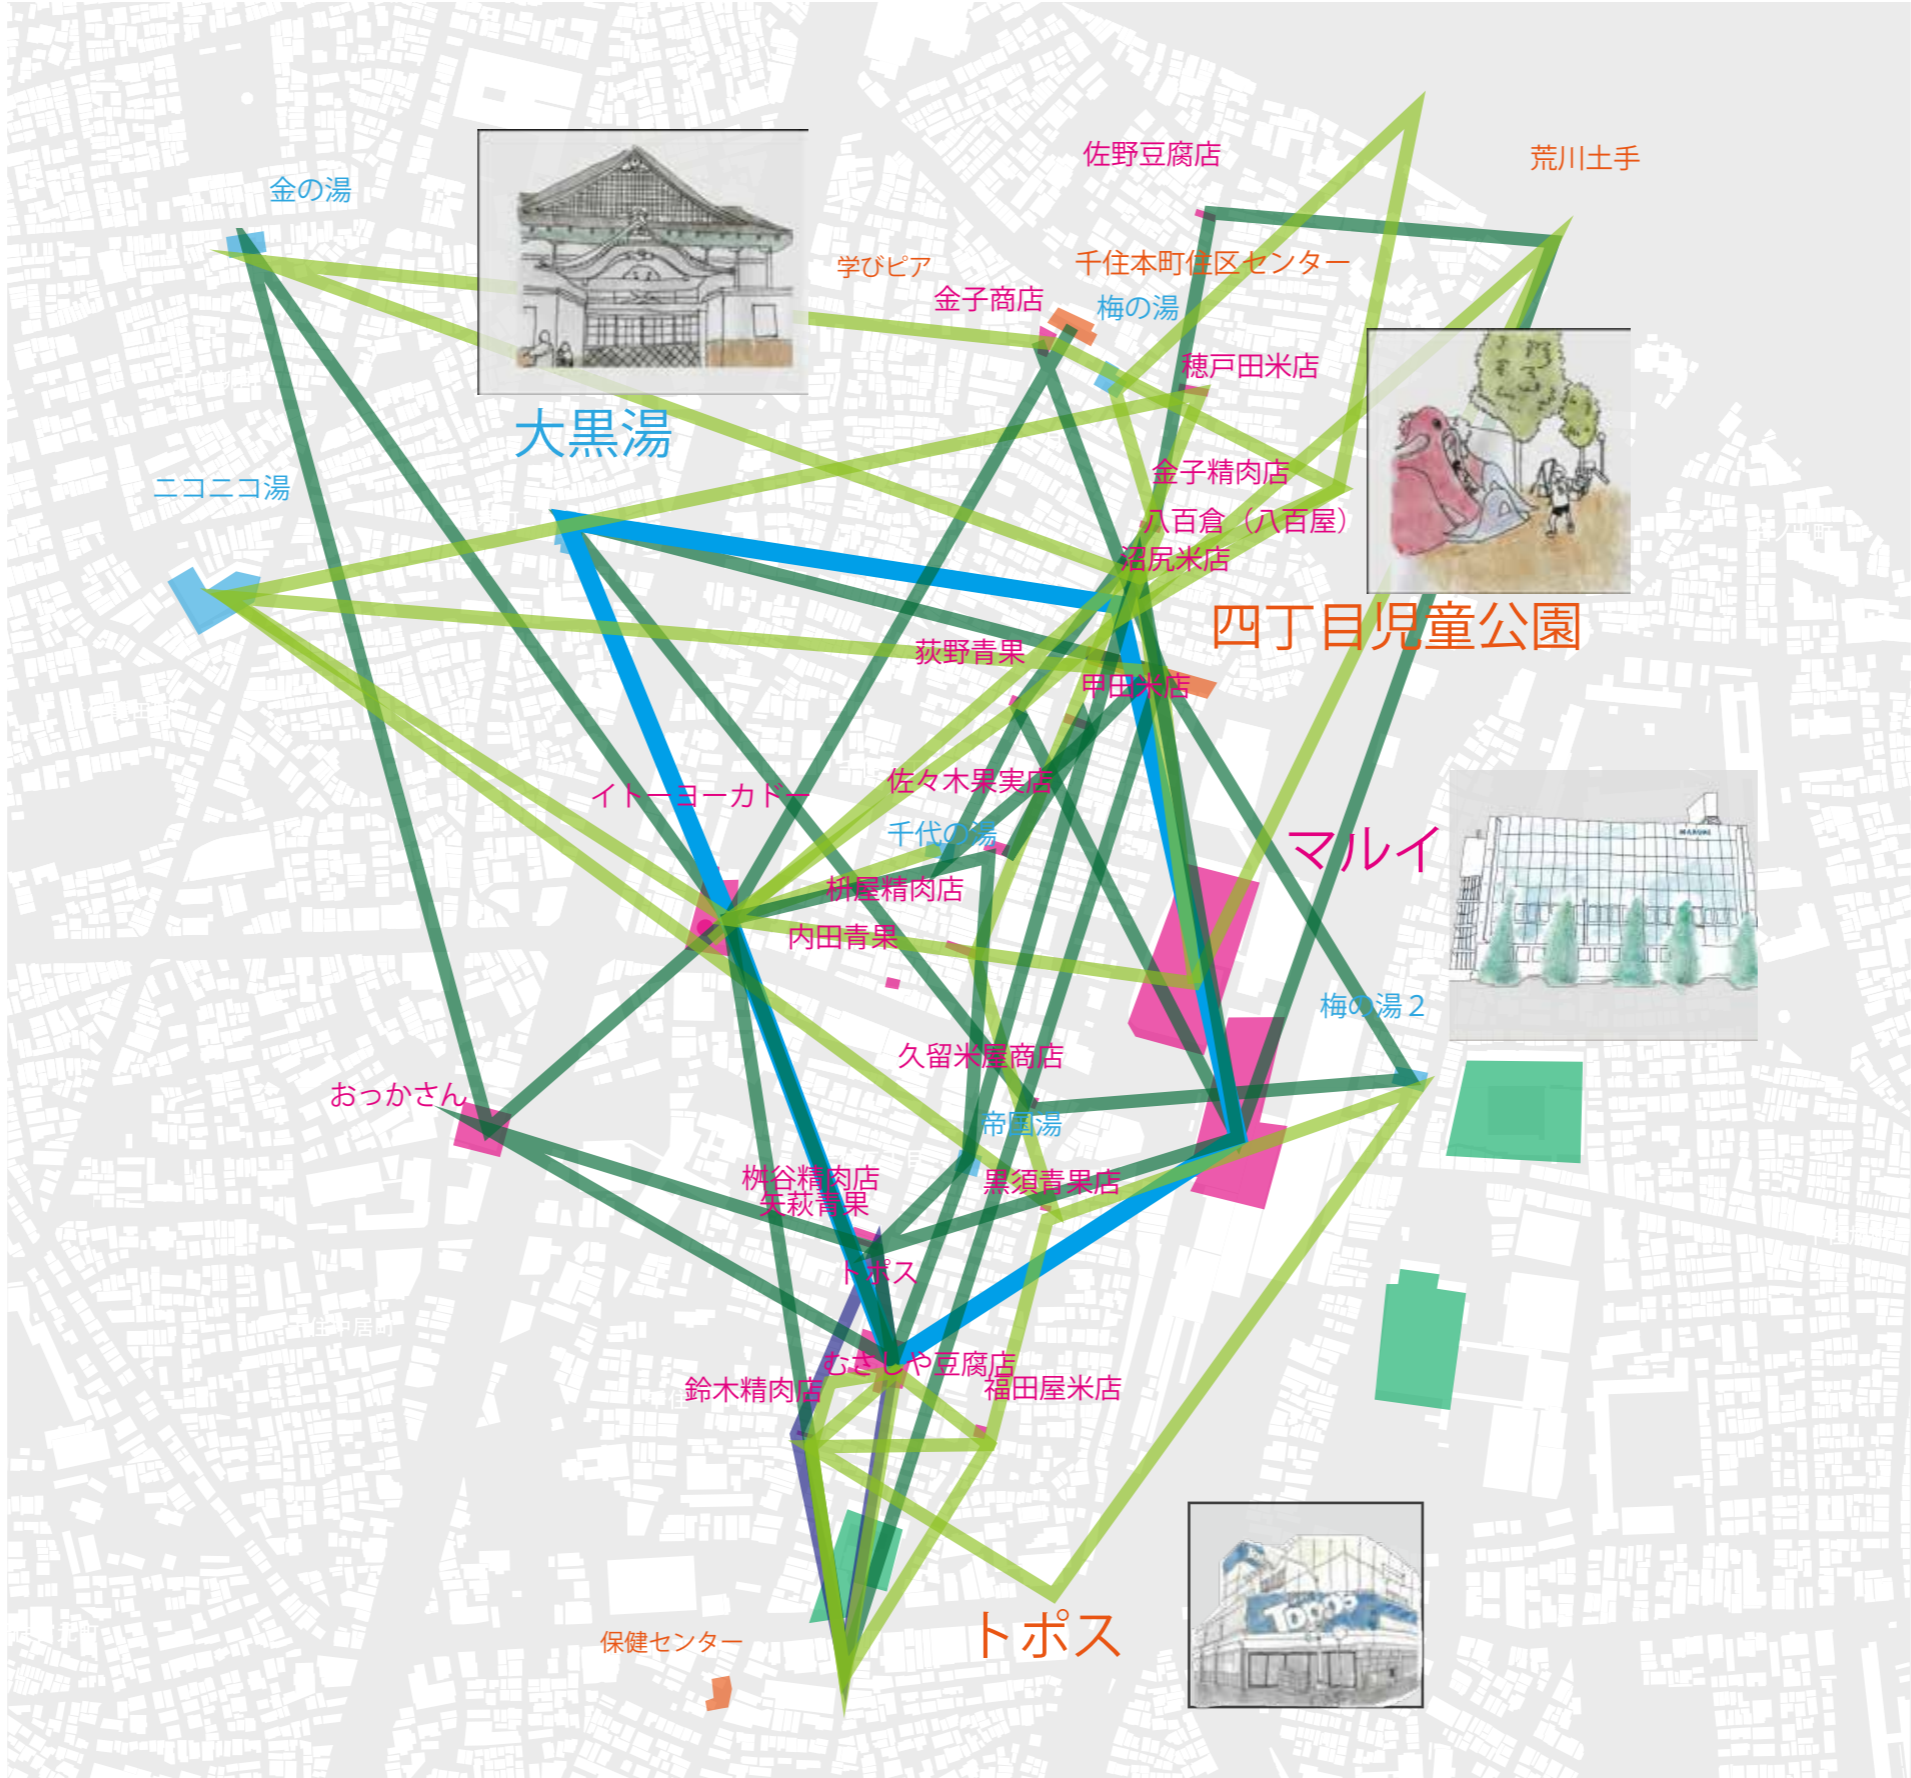 佐野豆腐店
荒川土手
金の湯
学びピア
千住本町住区センター
金子商店
梅の湯
穂戸田米店
大黒湯
ニコニコ湯
金子精肉店
八百倉（八百屋）
沼尻米店
四丁目児童公園
荻野青果
甲田米店
佐々木果実店
イトーヨーカドー
千代の湯
マルイ
MARUI
枡屋精肉店
内田青果
梅の湯２
久留米屋商店
おっかさん
帝国湯
桝谷精肉店
黒須青果店
矢萩青果
トポス
むさしや豆腐店
鈴木精肉店
福田屋米店
トポス
Topos
保健センター